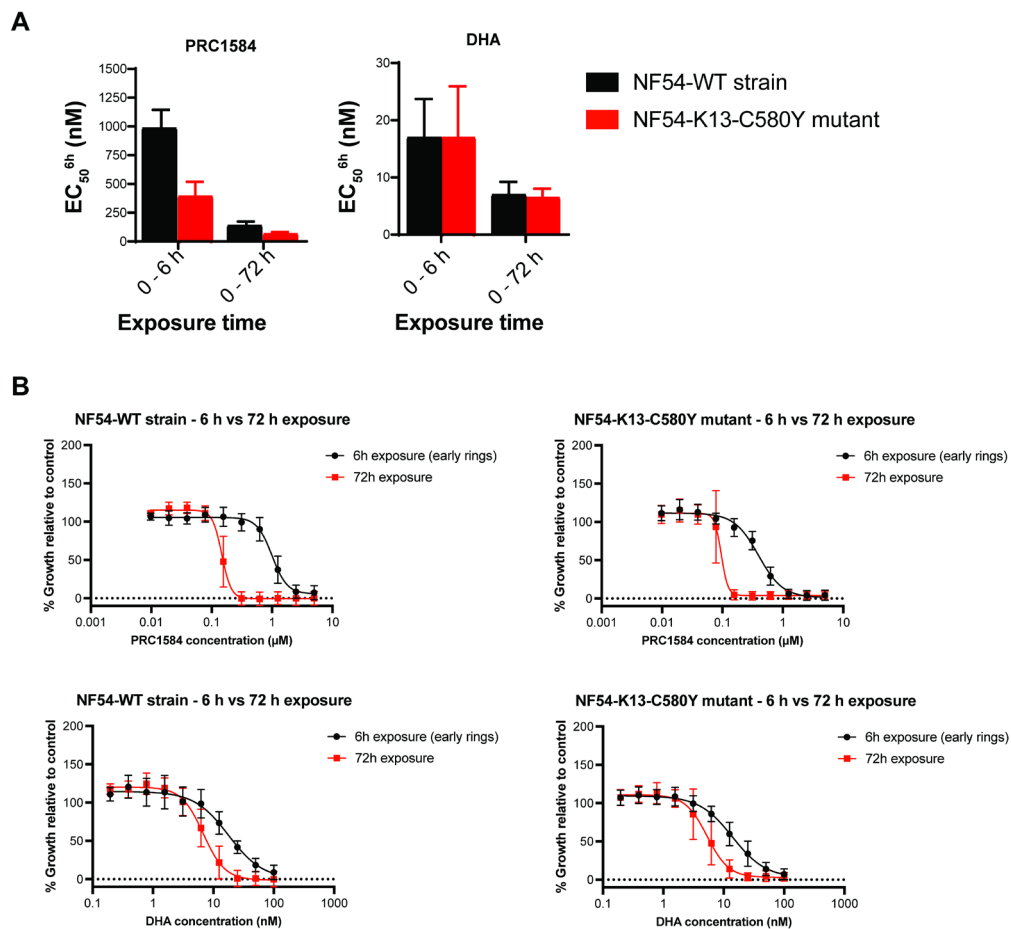 A
PRC1584
EC50 6h (nM)
1500
1250
1000
750
500
250
0
0 - 6 h
0 - 72 h
Exposure time
DHA
EC50 6h (nM)
30
20
10
0
0 - 6 h
0 - 72 h
Exposure time
NF54-WT strain
NF54-K13-C580Y mutant
B
NF54-WT strain - 6 h vs 72 h exposure
% Growth relative to control
200
150
100
50
0
6h exposure (early rings)
72h exposure
0.001
0.01
0.1
1
10
PRC1584 concentration (µM)
NF54-K13-C580Y mutant - 6 h vs 72 h exposure
% Growth relative to control
200
150
100
50
0
6h exposure (early rings)
72h exposure
0.001
0.01
0.1
1
10
PRC1584 concentration (µM)
NF54-WT strain - 6 h vs 72 h exposure
% Growth relative to control
200
150
100
50
0
6h exposure (early rings)
72h exposure
0.1
1
10
100
1000
DHA concentration (nM)
NF54-K13-C580Y mutant - 6 h vs 72 h exposure
% Growth relative to control
200
150
100
50
0
6h exposure (early rings)
72h exposure
0.1
1
10
100
1000
DHA concentration (nM)